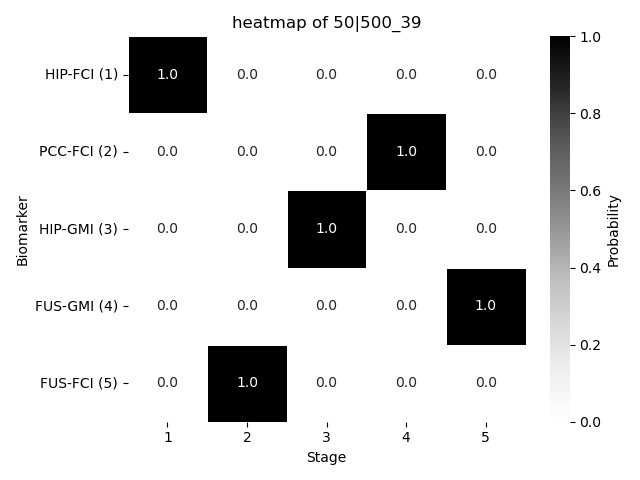 heatmap of 50|500_39
HIP-FCI (1) 1.0 0.0 0.0 0.0 0.0
PCC-FCI (2) 0.0 0.0 0.0 1.0 0.0
HIP-GMI (3) 0.0 0.0 1.0 0.0 0.0
FUS-GMI (4) 0.0 0.0 0.0 0.0 1.0
FUS-FCI (5) 0.0 1.0 0.0 0.0 0.0
1 2 3 4 5
Stage
Biomarker
1.0
0.8
0.6
0.4
0.2
0.0
Probability